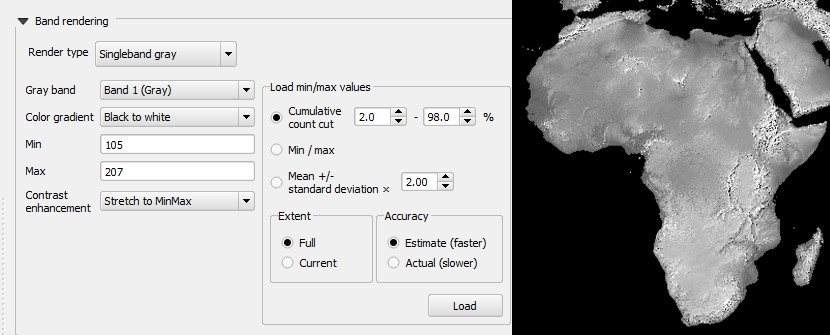 Band rendering
Render type Singleband gray
Gray band Band 1 (Gray)
Color gradient Black to white
Min 105
Max 207
Contrast
enhancement Stretch to MinMax
Load min/max values
Cumulative
count cut 2.0 - 98.0 %
Min / max
Mean +/-
standard deviation × 2.00
Extent
Full
Current
Accuracy
Estimate (faster)
Actual (slower)
Load